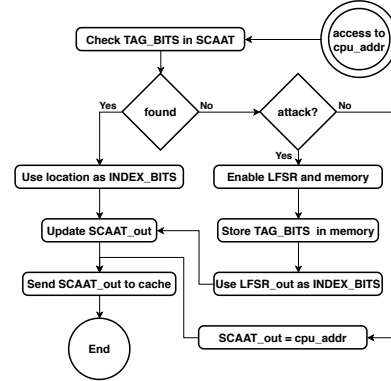 access to
cpu_addr
Check TAG_BITS in SCAAT
found
Yes
No
attack?
No
Yes
Use location as INDEX_BITS
Enable LFSR and memory
Update SCAAT_out
Store TAG_BITS in memory
Send SCAAT_out to cache
Use LFSR_out as INDEX_BITS
End
SCAAT_out = cpu_addr